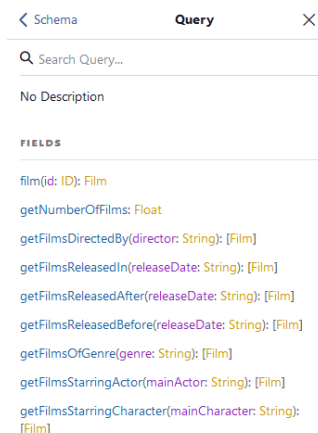 Schema
Query
Search Query...
No Description
FIELDS
film(id: ID): Film
getNumberOfFilms: Float
getFilmsDirectedBy(director: String): [Film]
getFilmsReleasedIn(releaseDate: String): [Film]
getFilmsReleasedAfter(releaseDate: String): [Film]
getFilmsReleasedBefore(releaseDate: String): [Film]
getFilmsOfGenre(genre: String): [Film]
getFilmsStarringActor(mainActor: String): [Film]
getFilmsStarringCharacter(mainCharacter: String):
[Film]